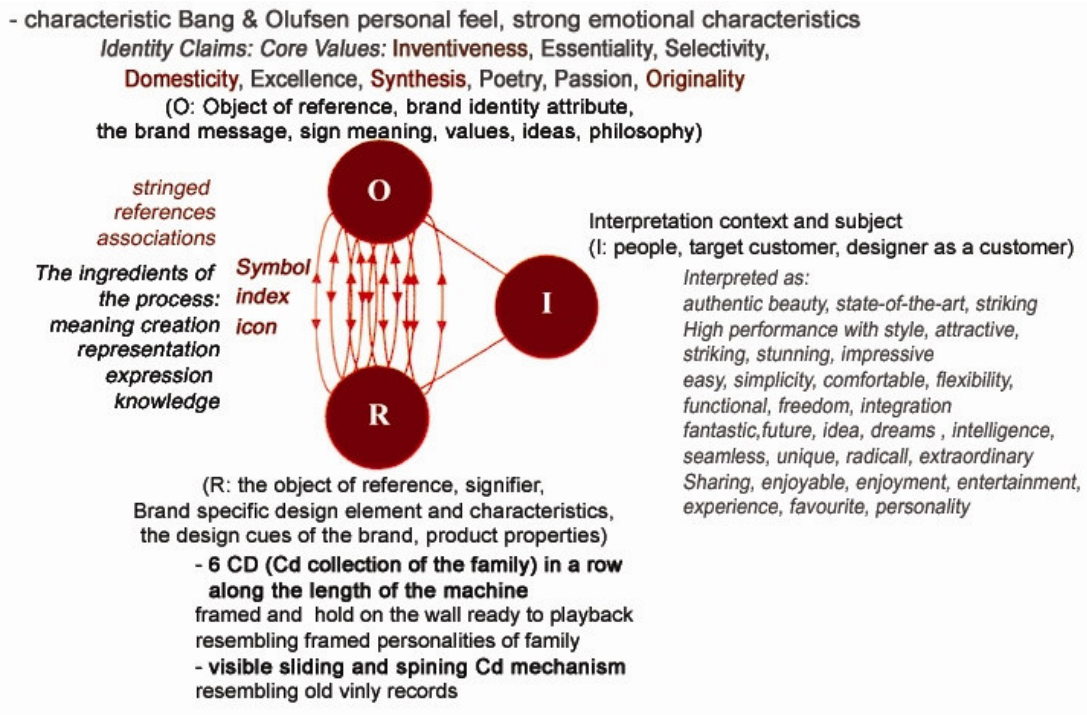 - characteristic Bang & Olufsen personal feel, strong emotional characteristics
Identity Claims: Core Values: Inventiveness, Essentiality, Selectivity,
Domesticity, Excellence, Synthesis, Poetry, Passion, Originality
(O: Object of reference, brand identity attribute,
the brand message, sign meaning, values, ideas, philosophy)
O
stringed
references
associations
The ingredients of
the process:
meaning creation
representation
expression
knowledge
Symbol
index
icon
I
R
Interpretation context and subject
(I: people, target customer, designer as a customer)
Interpreted as:
authentic beauty, state-of-the-art, striking
High performance with style, attractive,
striking, stunning, impressive
easy, simplicity, comfortable, flexibility,
functional, freedom, integration
fantastic,future, idea, dreams , intelligence,
seamless, unique, radicall, extraordinary
Sharing, enjoyable, enjoyment, entertainment,
experience, favourite, personality
(R: the object of reference, signifier,
Brand specific design element and characteristics,
the design cues of the brand, product properties)
- 6 CD (Cd collection of the family) in a row
along the length of the machine
framed and hold on the wall ready to playback
resembling framed personalities of family
- visible sliding and spining Cd mechanism
resembling old vinly records